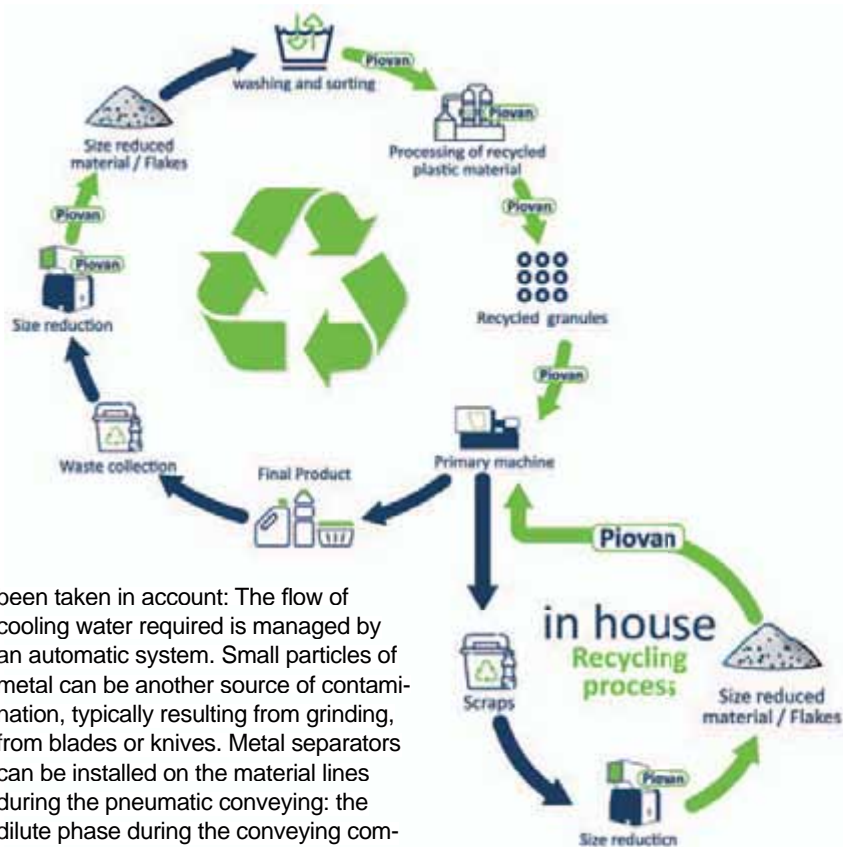 Piovan
washing and sorting
Piovan
Processing of recycled
plastic material
Piovan
Recycled granules
Piovan
Primary machine
Final Product
Waste collection
Size reduction
Piovan
Piovan
Size reduced
material / Flakes
Piovan
in house
Recycling
process
Scraps
Size reduction
Piovan
Size reduced
material / Flakes
been taken in account: The flow of
cooling water required is managed by
an automatic system. Small particles of
metal can be another source of contami-
nation, typically resulting from grinding,
from blades or knives. Metal separators
can be installed on the material lines
during the pneumatic conveying: the
dilute phase during the conveying com-